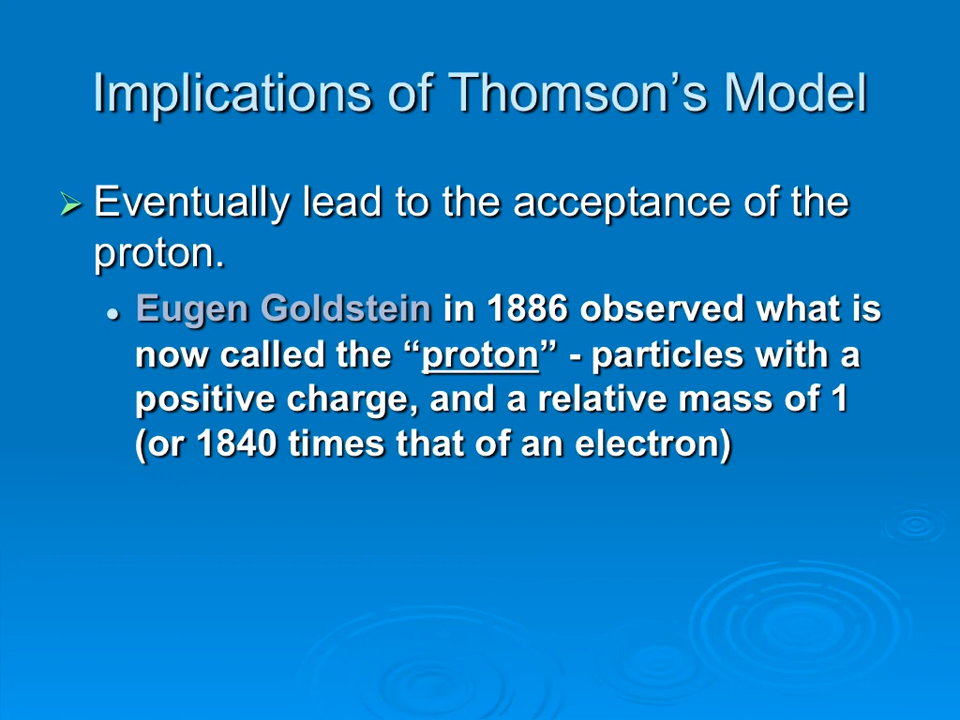 Implications of Thomson’s Model
Eventually lead to the acceptance of the
proton.
Eugen Goldstein in 1886 observed what is
now called the “proton” - particles with a
positive charge, and a relative mass of 1
(or 1840 times that of an electron)